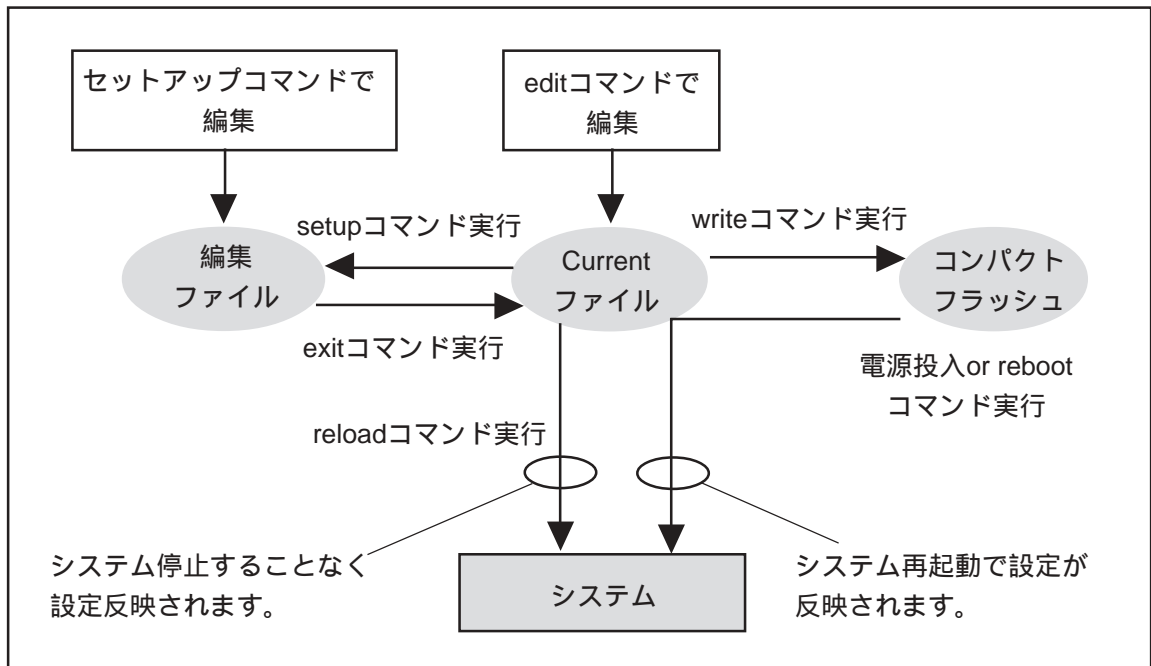 セットアップコマンドで
編集
editコマンドで
編集
setupコマンド実行
writeコマンド実行
編集
ファイル
Current
ファイル
コンパクト
フラッシュ
exitコマンド実行
電源投入or reboot
コマンド実行
reloadコマンド実行
システム停止することなく
設定反映されます。
システム
システム再起動で設定が
反映されます。